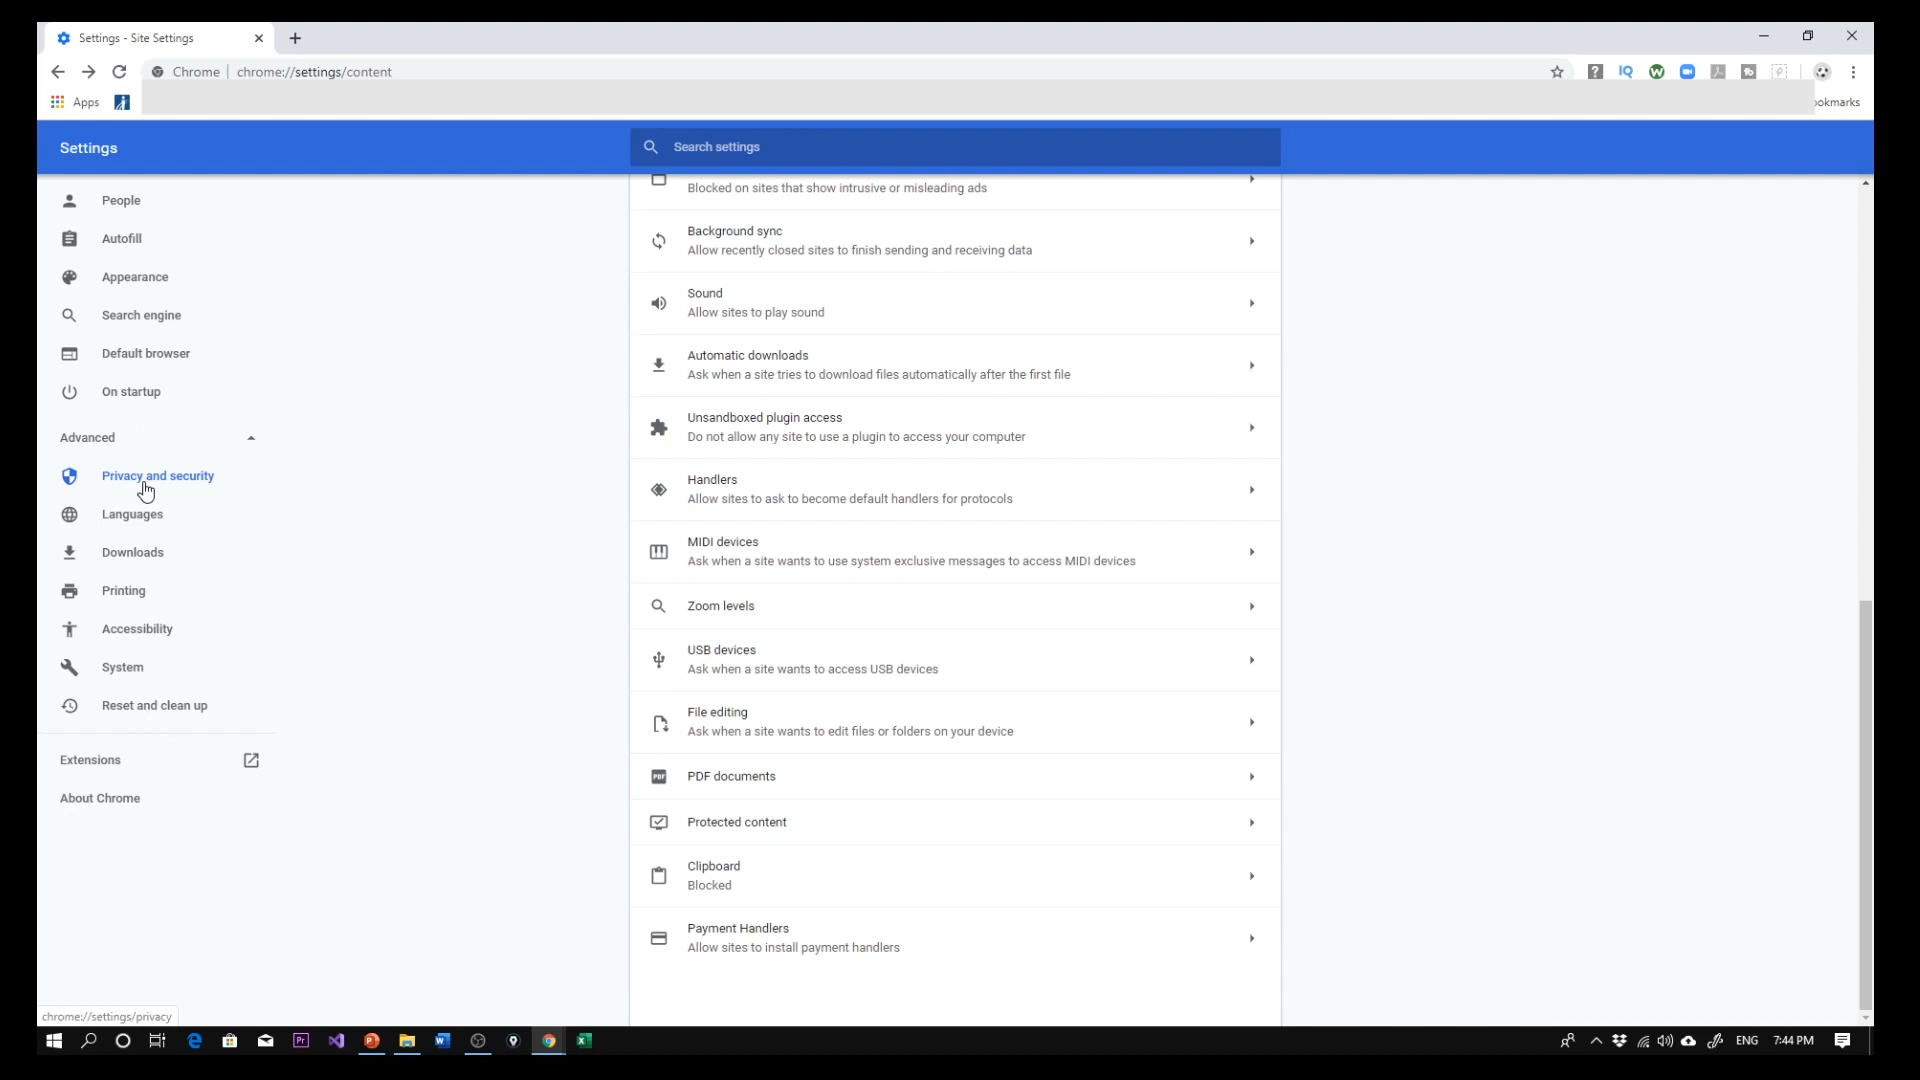 Settings - Site Settings
Chrome | chrome://settings/content
Apps
ookmarks
Settings
Search settings
People
Autofill
Appearance
Search engine
Default browser
On startup
Advanced
Privacy and security
Languages
Downloads
Printing
Accessibility
System
Reset and clean up
Extensions
About Chrome
Blocked on sites that show intrusive or misleading ads
Background sync
Allow recently closed sites to finish sending and receiving data
Sound
Allow sites to play sound
Automatic downloads
Ask when a site tries to download files automatically after the first file
Unsandboxed plugin access
Do not allow any site to use a plugin to access your computer
Handlers
Allow sites to ask to become default handlers for protocols
MIDI devices
Ask when a site wants to use system exclusive messages to access MIDI devices
Zoom levels
USB devices
Ask when a site wants to access USB devices
File editing
Ask when a site wants to edit files or folders on your device
PDF documents
Protected content
Clipboard
Blocked
Payment Handlers
Allow sites to install payment handlers
chrome://settings/privacy
ENG
7:44 PM